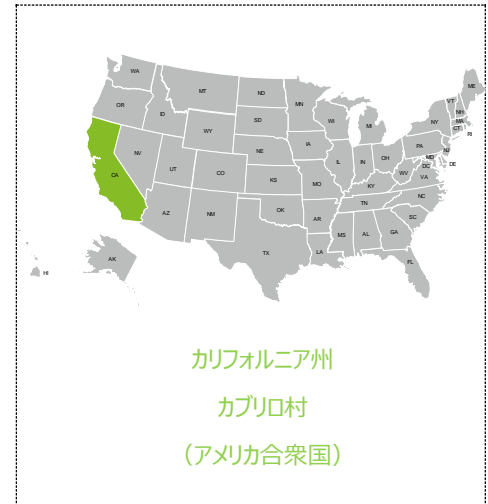 WA
MT
ND
MN
ME
VT
NH
MA
CT
RI
OR
ID
SD
WI
MI
NY
WY
IA
PA
NJ
NV
NE
IL
IN
OH
MD
DE
DC
UT
CO
WV
VA
CA
KS
MO
KY
NC
TN
AZ
NM
OK
AR
SC
MS
AL
GA
TX
LA
FL
AK
HI
カリフォルニア州
カブリロ村
（アメリカ合衆国）